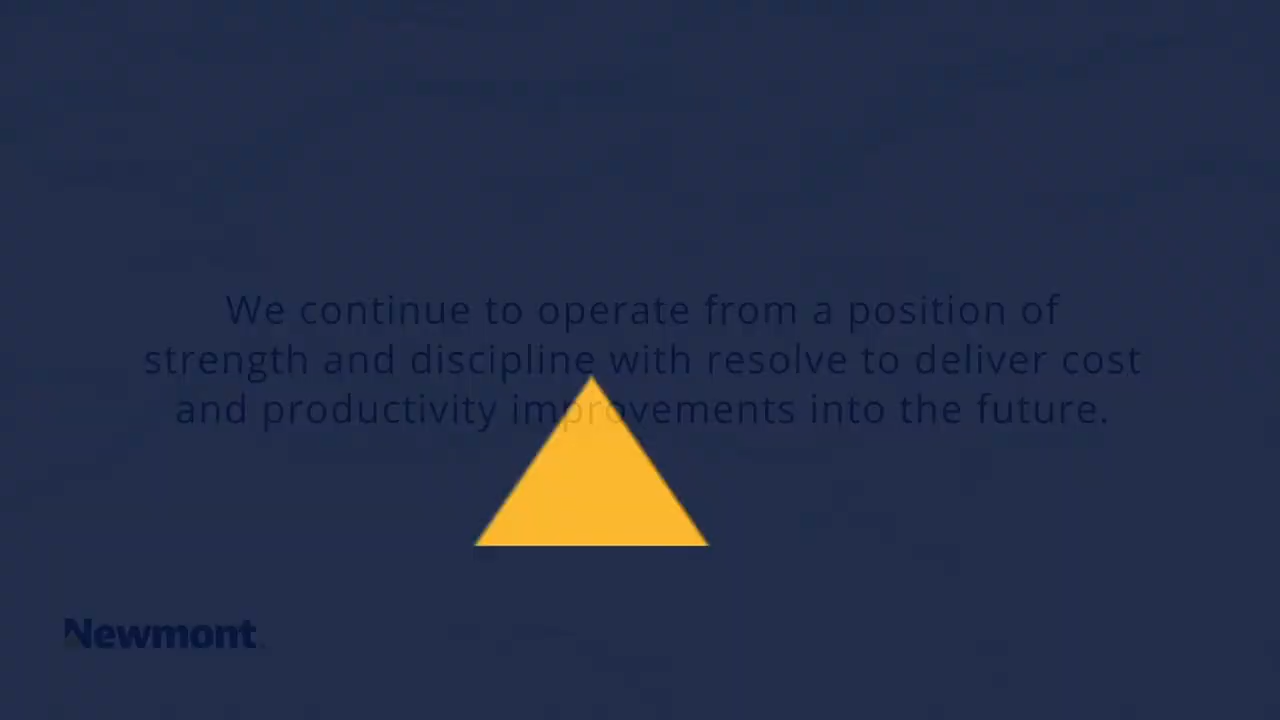 We continue to operate from a position of
strength and discipline with resolve to deliver cost
and productivity improvements into the future.
Newmont